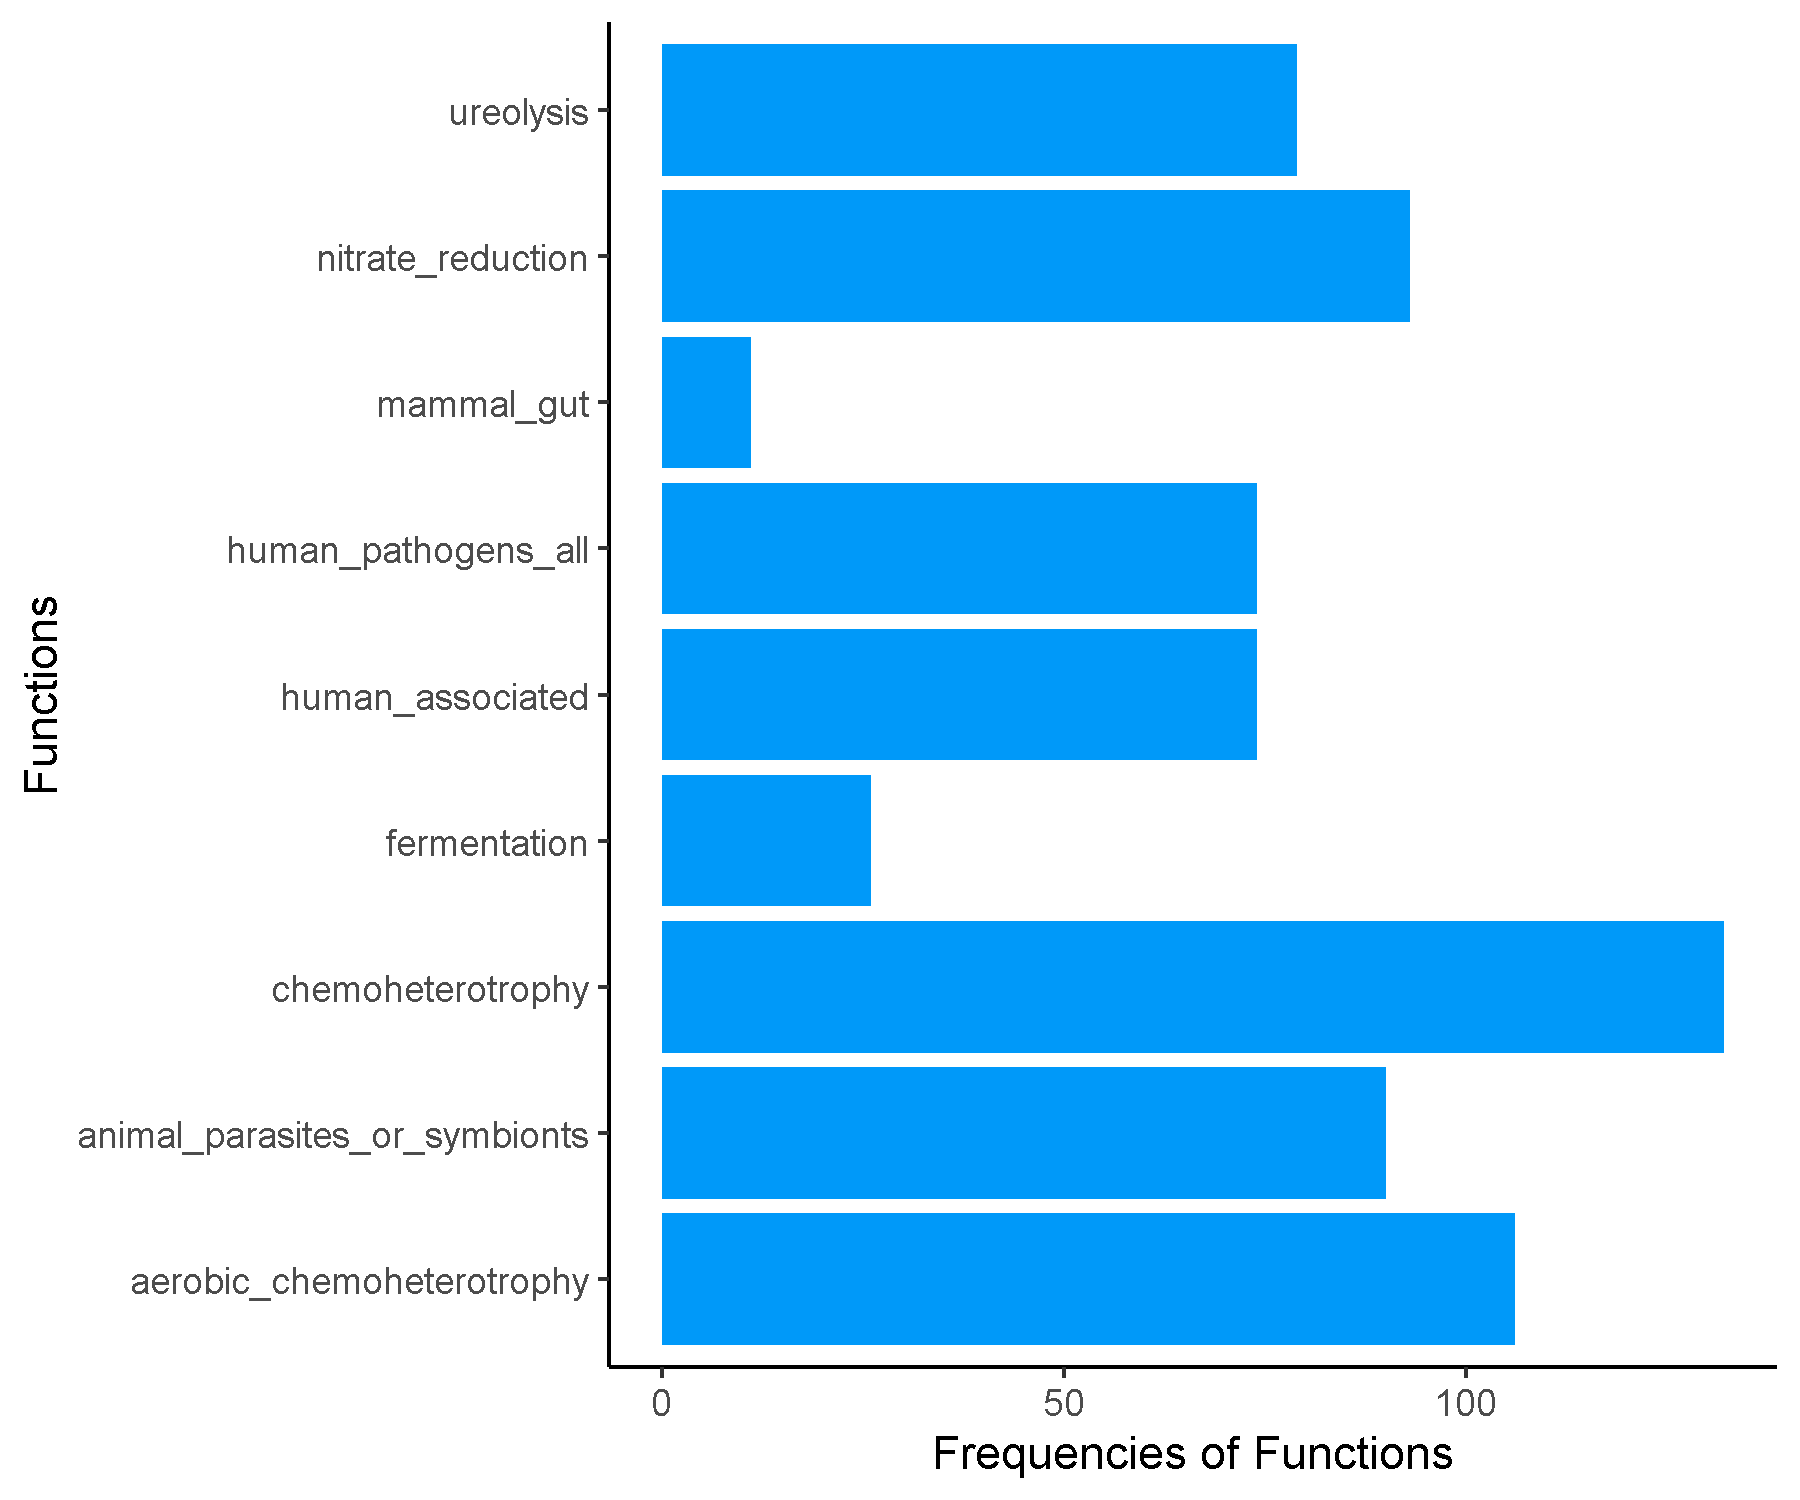 ureolysis
nitrate_reduction
mammal_gut
human_pathogens_all
human_associated
fermentation
chemoheterotrophy
animal_parasites_or_symbionts
aerobic_chemoheterotrophy
Functions
0 50 100
Frequencies of Functions